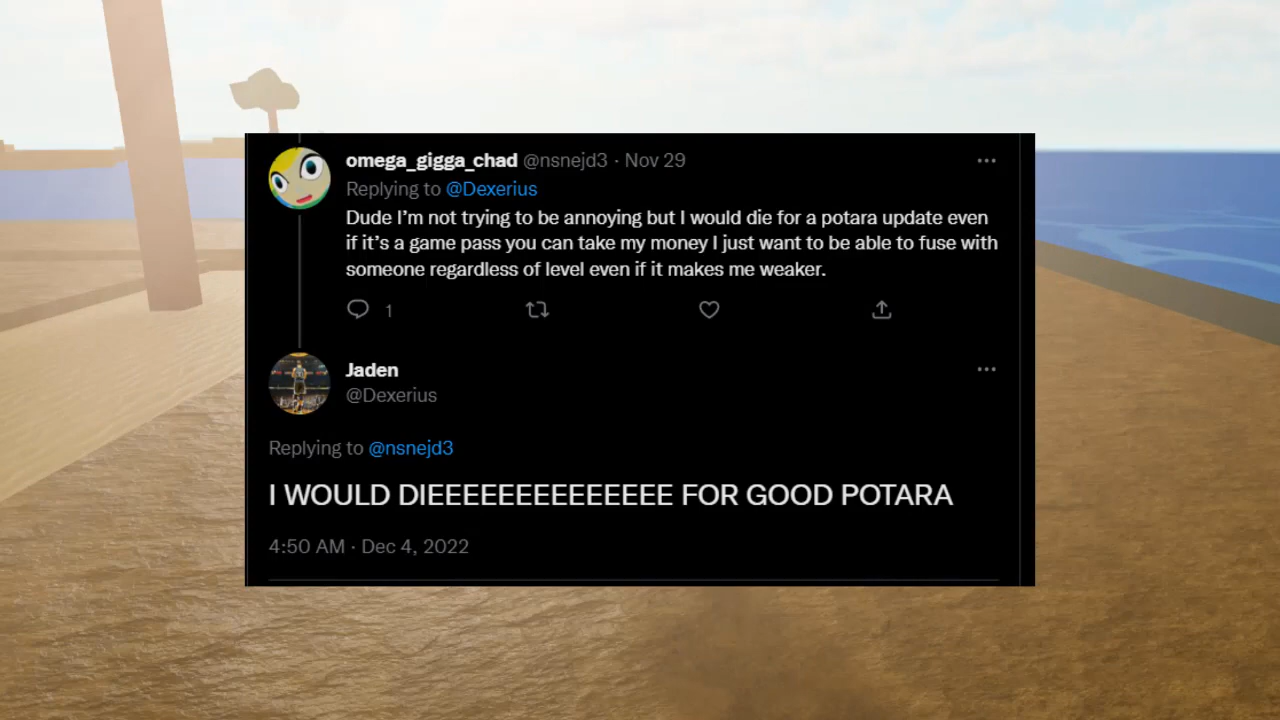 omega_gigga_chad @nsnejd3 · Nov 29
Replying to @Dexerius
Dude I’m not trying to be annoying but I would die for a potara update even
if it’s a game pass you can take my money I just want to be able to fuse with
someone regardless of level even if it makes me weaker.
1
Jaden
@Dexerius
Replying to @nsnejd3
I WOULD DIEEEEEEEEEEEEEE FOR GOOD POTARA
4:50 AM · Dec 4, 2022